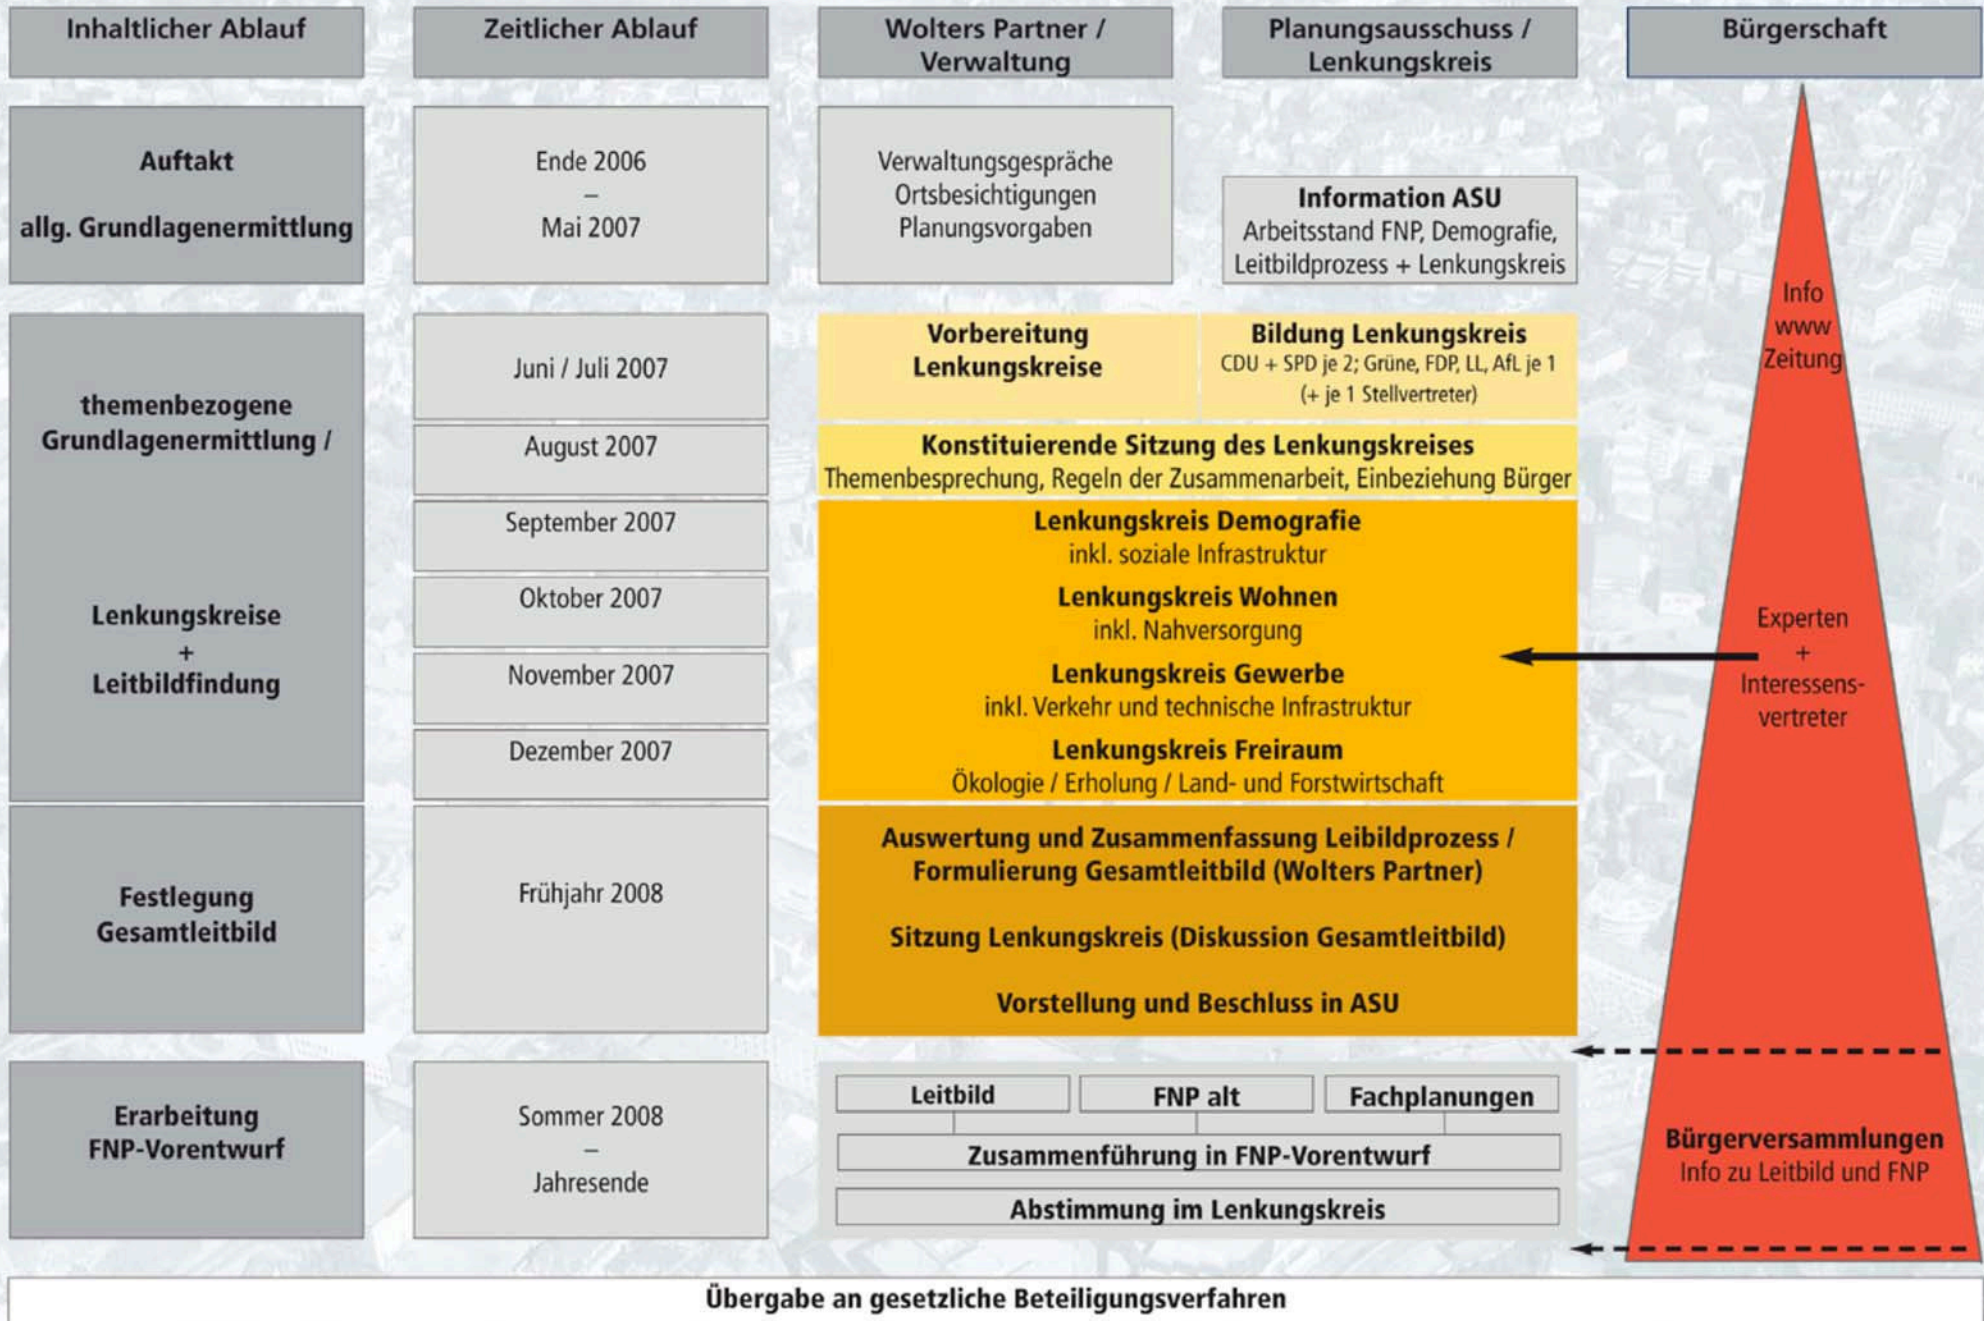 Inhaltlicher Ablauf
Zeitlicher Ablauf
Wolters Partner /
Verwaltung
Planungsausschuss /
Lenkungskreis
Bürgerschaft
Auftakt
allg. Grundlagenermittlung
Ende 2006
–
Mai 2007
Verwaltungsgespräche
Ortsbesichtigungen
Planungsvorgaben
Information ASU
Arbeitsstand FNP, Demografie,
Leitbildprozess + Lenkungskreis
themenbezogene
Grundlagenermittlung /
Lenkungskreise
+
Leitbildfindung
Juni / Juli 2007
Vorbereitung
Lenkungskreise
Bildung Lenkungskreis
CDU + SPD je 2; Grüne, FDP, LL, AfL je 1
(+ je 1 Stellvertreter)
August 2007
Konstituierende Sitzung des Lenkungskreises
Themenbesprechung, Regeln der Zusammenarbeit, Einbeziehung Bürger
September 2007
Lenkungskreis Demografie
inkl. soziale Infrastruktur
Oktober 2007
Lenkungskreis Wohnen
inkl. Nahversorgung
November 2007
Lenkungskreis Gewerbe
inkl. Verkehr und technische Infrastruktur
Dezember 2007
Lenkungskreis Freiraum
Ökologie / Erholung / Land- und Forstwirtschaft
Festlegung
Gesamtleitbild
Frühjahr 2008
Auswertung und Zusammenfassung Leibildprozess /
Formulierung Gesamtleitbild (Wolters Partner)
Sitzung Lenkungskreis (Diskussion Gesamtleitbild)
Vorstellung und Beschluss in ASU
Erarbeitung
FNP-Vorentwurf
Sommer 2008
–
Jahresende
Leitbild
FNP alt
Fachplanungen
Zusammenführung in FNP-Vorentwurf
Abstimmung im Lenkungskreis
Info
www
Zeitung
Experten
+
Interessens-
vertreter
Bürgerversammlungen
Info zu Leitbild und FNP
Übergabe an gesetzliche Beteiligungsverfahren